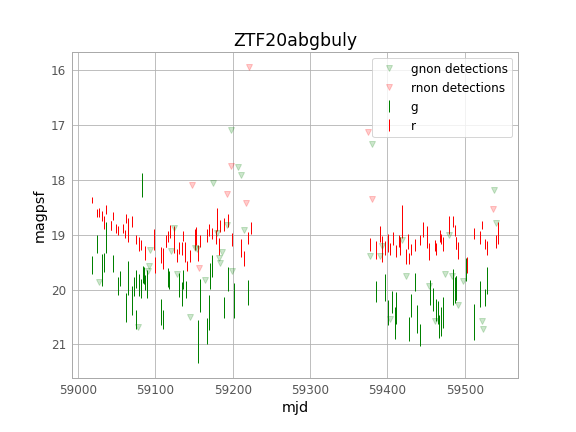 ZTF20abgbuly
gnon detections
rnon detections
g
r
magpsf
16
17
18
19
20
21
59000 59100 59200 59300 59400 59500
mjd